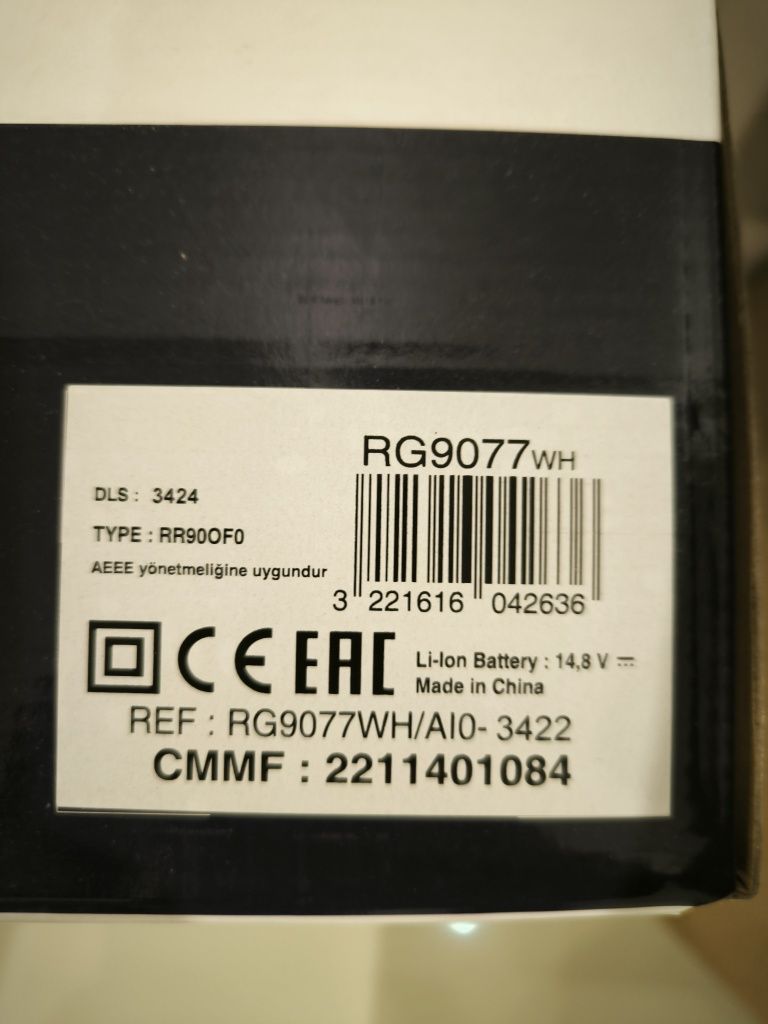 RG9077WH
DLS : 3424
TYPE : RR90OF0
AEEE yönetmeliğine uygundur
3 221616 042636
CE EAC
Li-Ion Battery : 14,8 V ⎓
Made in China
REF : RG9077WH/AI0- 3422
CMMF : 2211401084